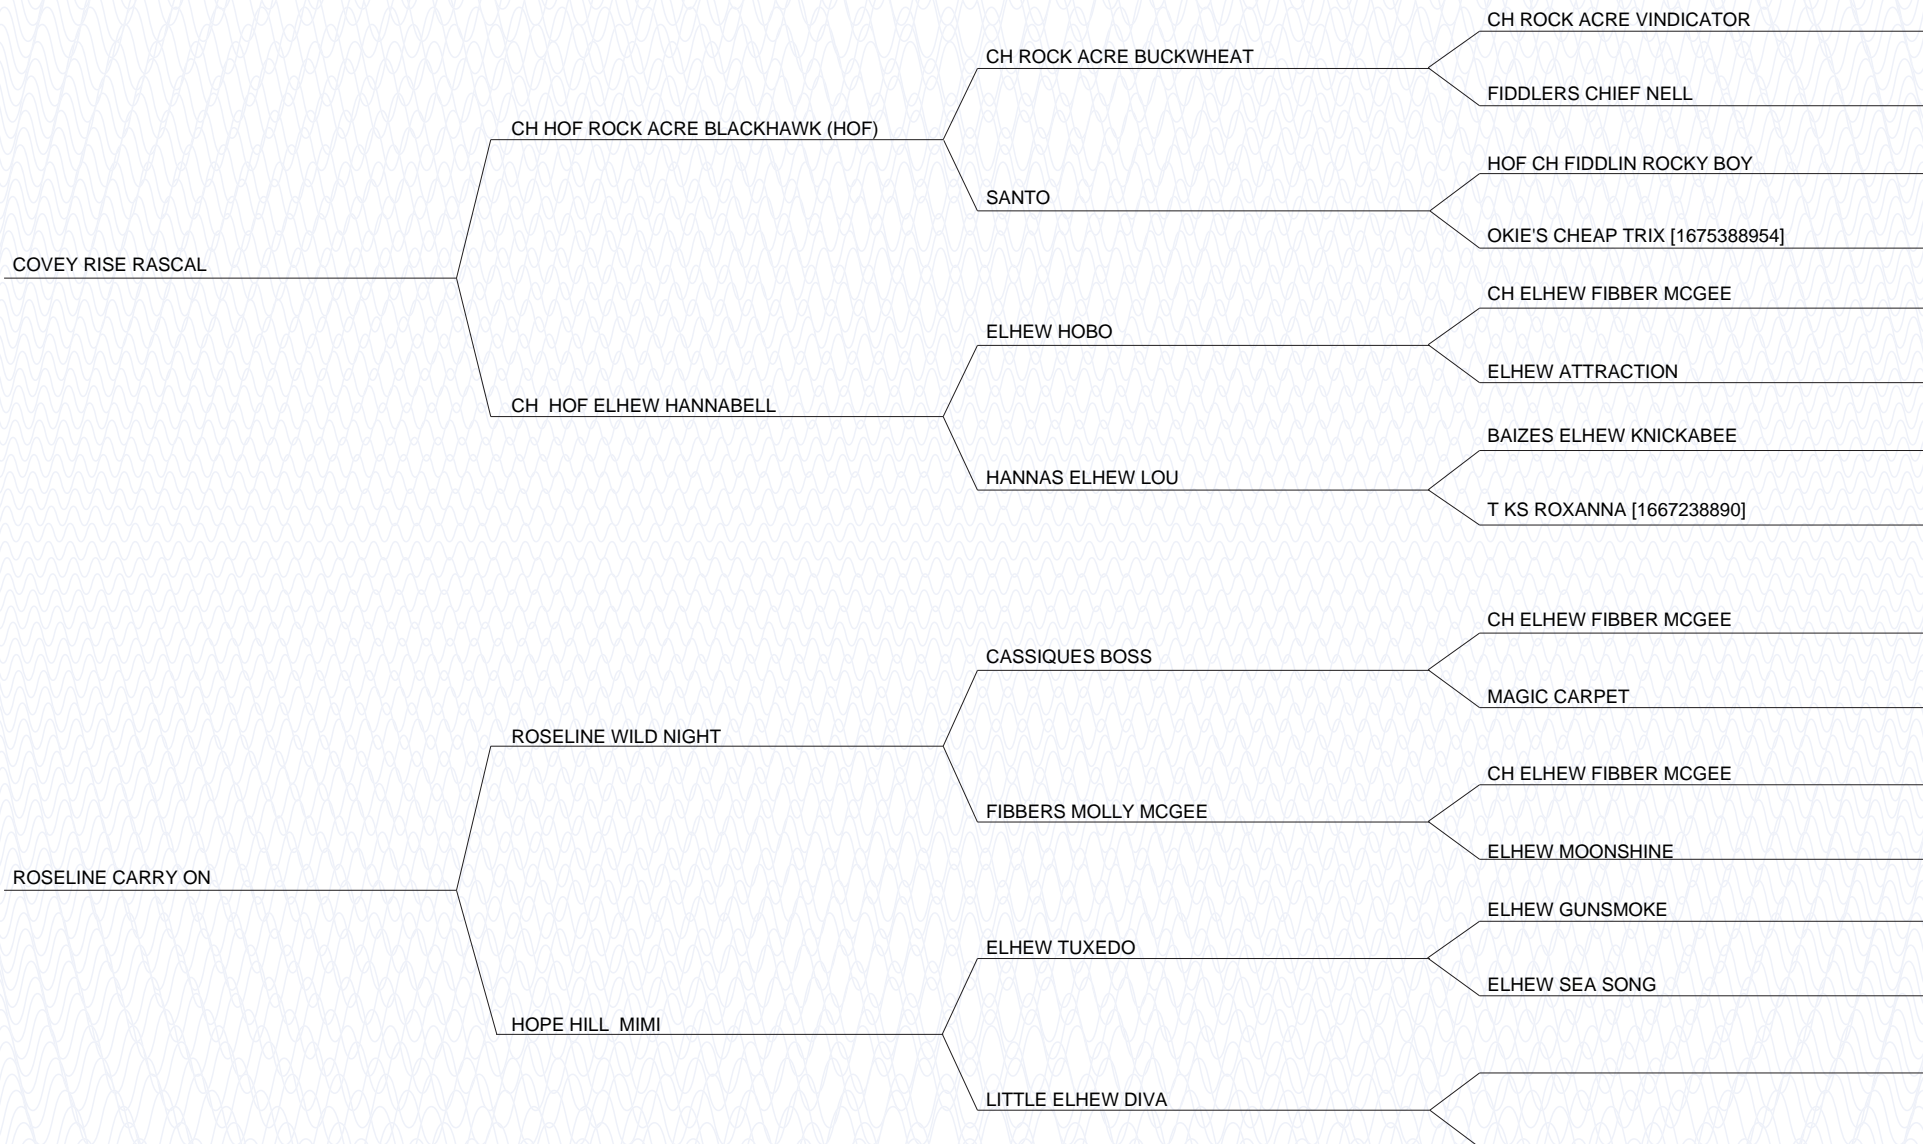 COVEY RISE RASCAL
CH HOF ROCK ACRE BLACKHAWK (HOF)
CH ROCK ACRE BUCKWHEAT
CH ROCK ACRE VINDICATOR
FIDDLERS CHIEF NELL
SANTO
HOF CH FIDDLIN ROCKY BOY
OKIE'S CHEAP TRIX [1675388954]
CH  HOF ELHEW HANNABELL
ELHEW HOBO
CH ELHEW FIBBER MCGEE
ELHEW ATTRACTION
HANNAS ELHEW LOU
BAIZES ELHEW KNICKABEE
T KS ROXANNA [1667238890]
ROSELINE CARRY ON
ROSELINE WILD NIGHT
CASSIQUES BOSS
CH ELHEW FIBBER MCGEE
MAGIC CARPET
FIBBERS MOLLY MCGEE
CH ELHEW FIBBER MCGEE
ELHEW MOONSHINE
HOPE HILL  MIMI
ELHEW TUXEDO
ELHEW GUNSMOKE
ELHEW SEA SONG
LITTLE ELHEW DIVA